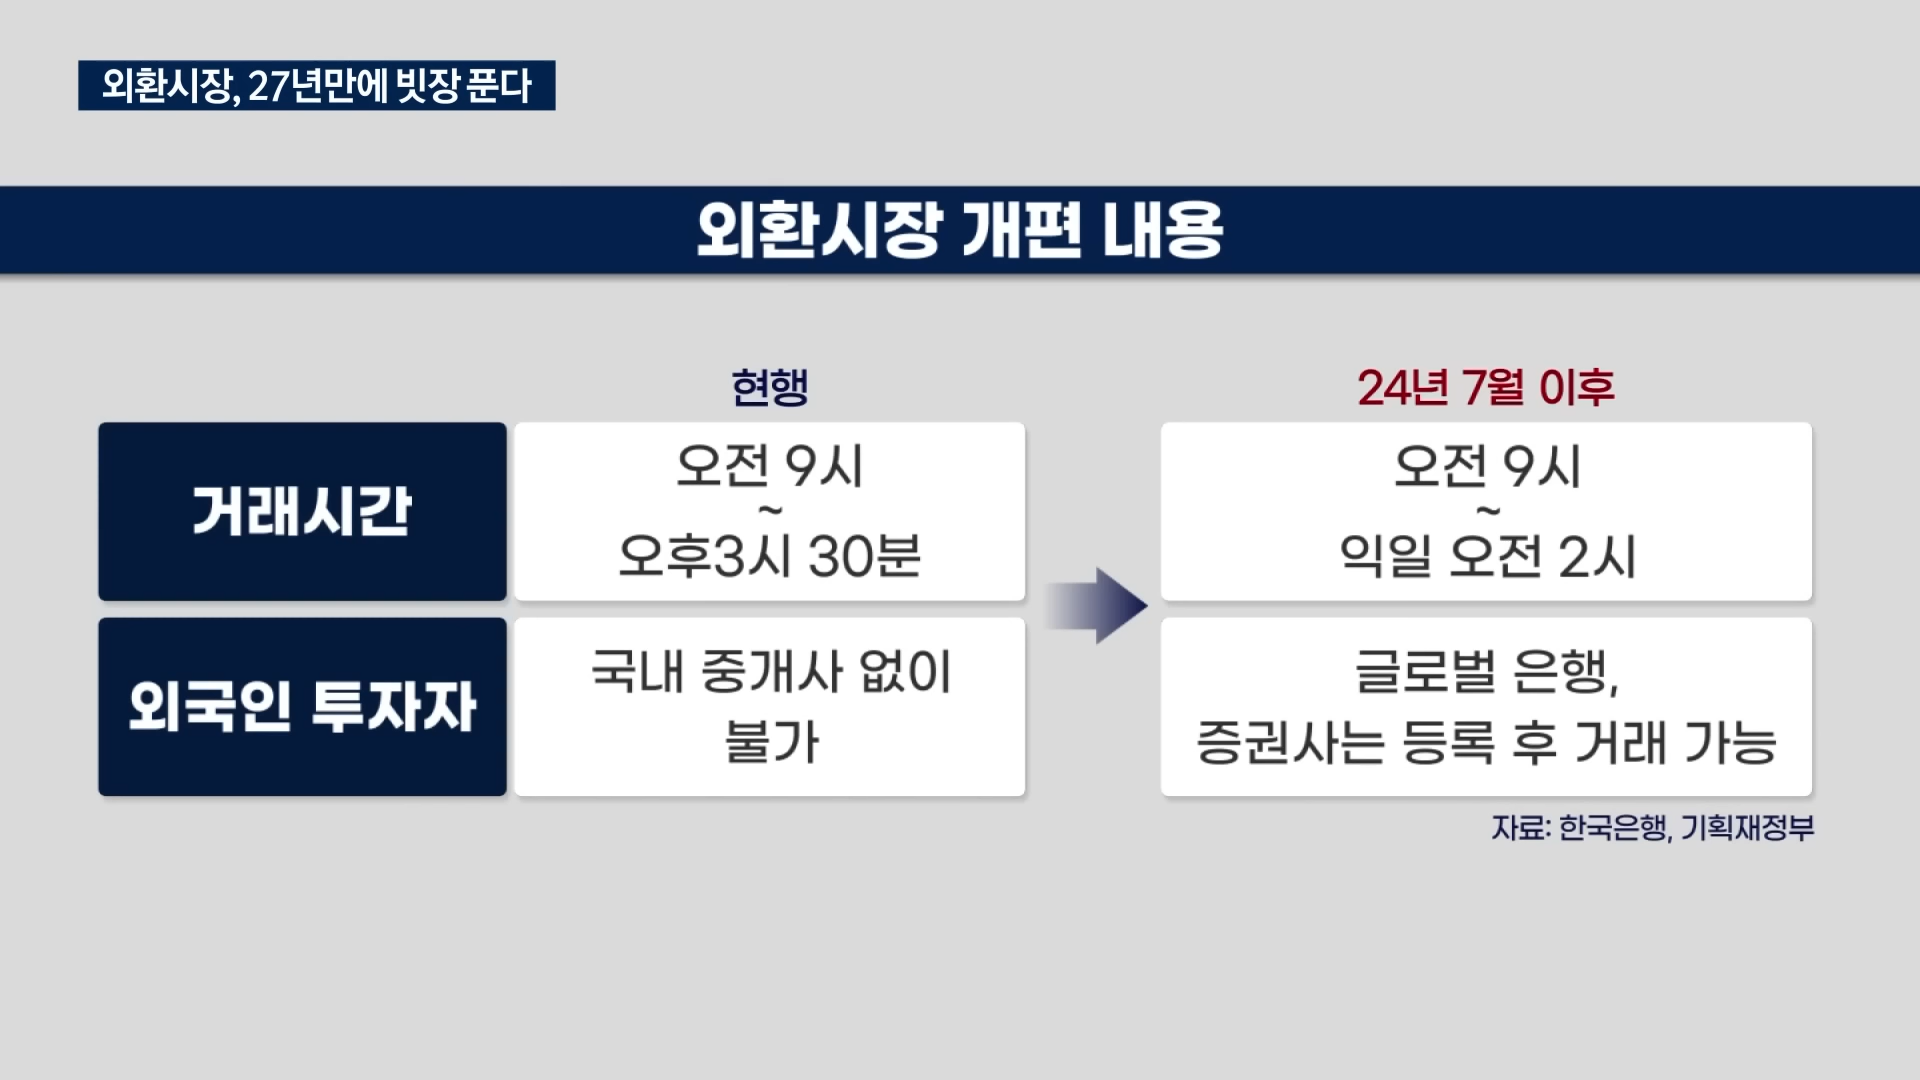 외환시장, 27년만에 빗장 푼다
외환시장 개편 내용
현행
24년 7월 이후
거래시간
오전 9시
~
오후3시 30분
오전 9시
~
익일 오전 2시
외국인 투자자
국내 중개사 없이
불가
글로벌 은행,
증권사는 등록 후 거래 가능
자료: 한국은행, 기획재정부